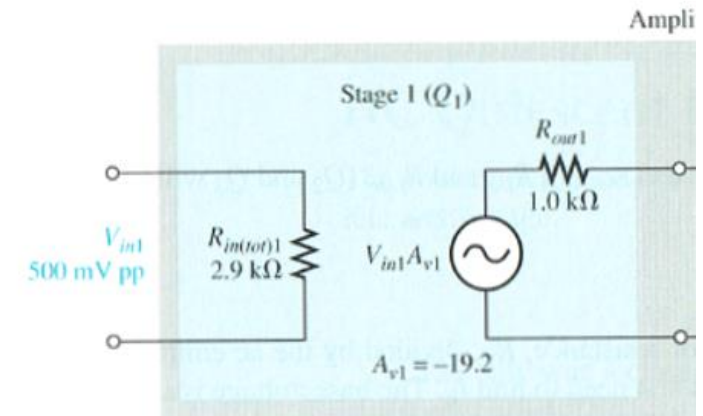 Ampli
Stage 1 (Q1)
Rout1
1.0 kΩ
Vin1
500 mV pp
Rin(tot)1
2.9 kΩ
Vin1Av1
Av1 = −19.2